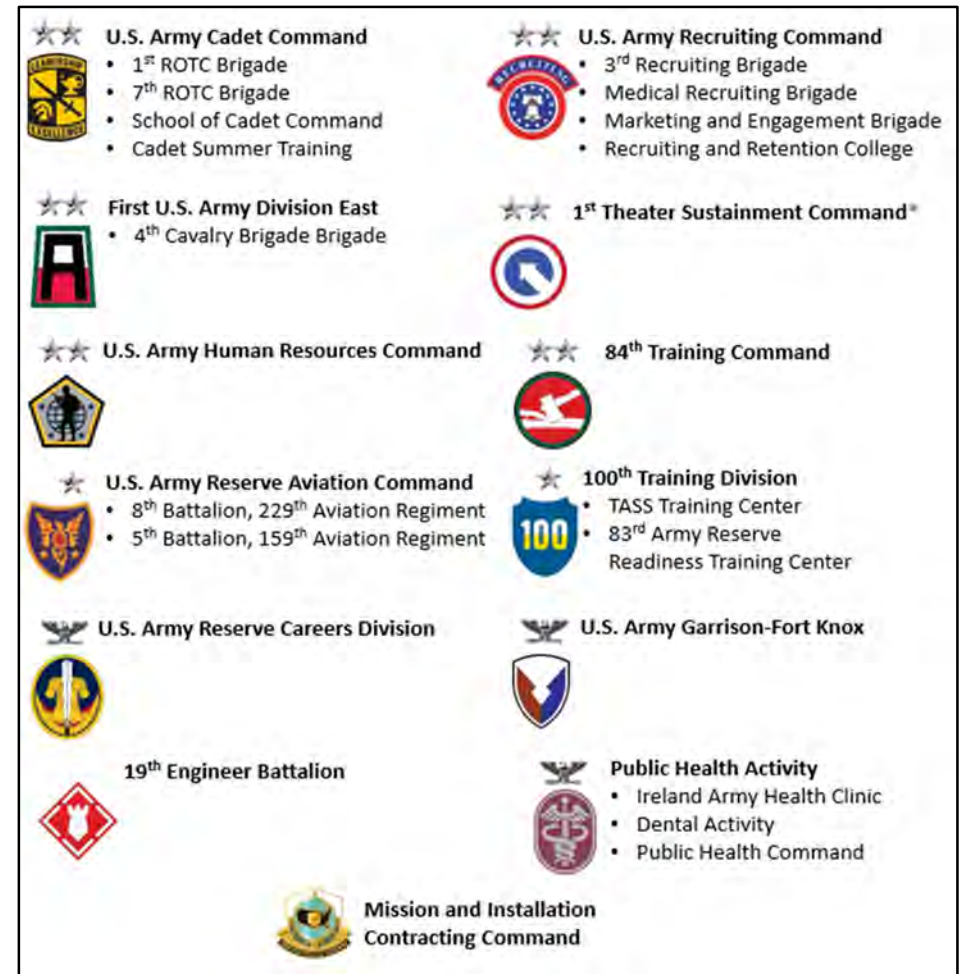 U.S. Army Cadet Command
• 1st ROTC Brigade
• 7th ROTC Brigade
• School of Cadet Command
• Cadet Summer Training
LEADERSHIP
EXCELLENCE
U.S. Army Recruiting Command
• 3rd Recruiting Brigade
• Medical Recruiting Brigade
• Marketing and Engagement Brigade
• Recruiting and Retention College
RECRUITING
First U.S. Army Division East
• 4th Cavalry Brigade Brigade
A
1st Theater Sustainment Command*
U.S. Army Human Resources Command
84th Training Command
U.S. Army Reserve Aviation Command
• 8th Battalion, 229th Aviation Regiment
• 5th Battalion, 159th Aviation Regiment
100th Training Division
• TASS Training Center
• 83rd Army Reserve
Readiness Training Center
100
U.S. Army Reserve Careers Division
U.S. Army Garrison-Fort Knox
19th Engineer Battalion
Public Health Activity
• Ireland Army Health Clinic
• Dental Activity
• Public Health Command
Mission and Installation
Contracting Command